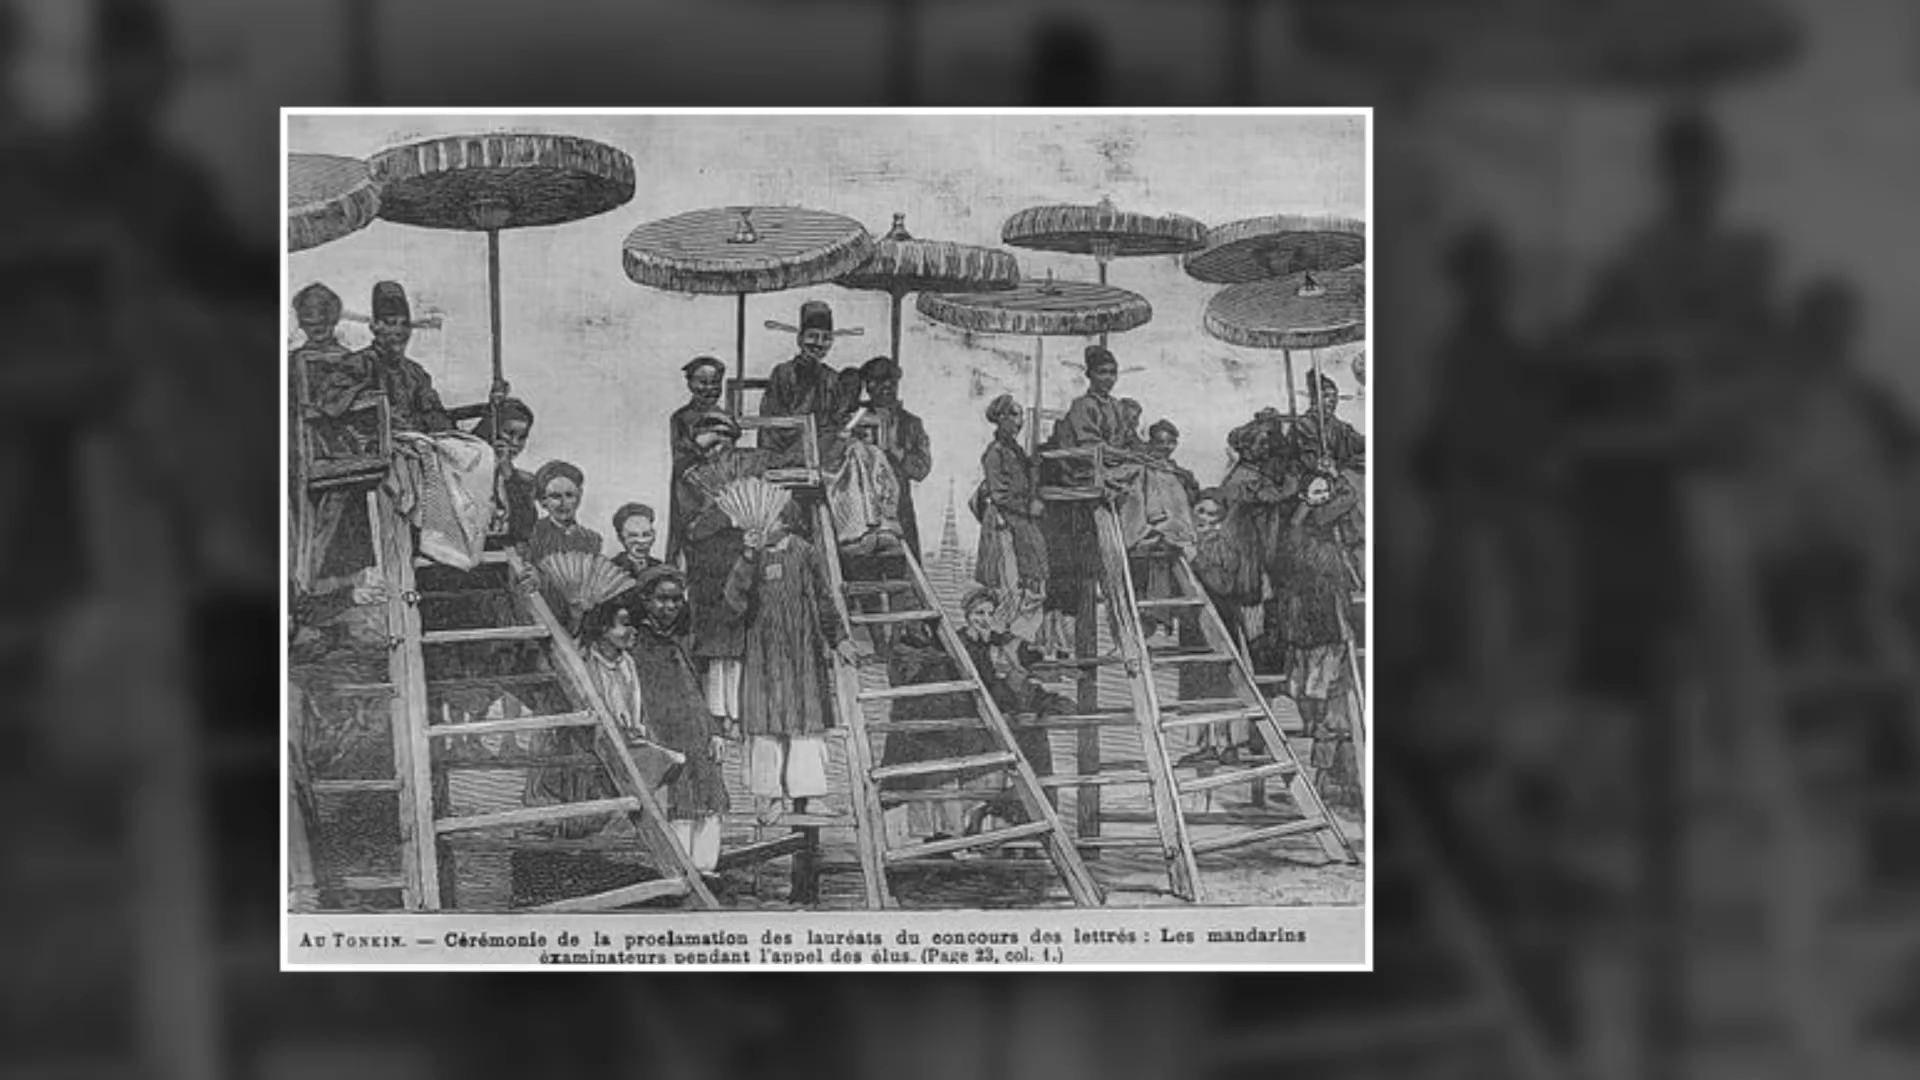 AU TONKIN. — Cérémonie de la proclamation des lauréats du concours des lettrés : Les mandarins
examinateurs pendant l'appel des élus. (Page 23, col. 1.)